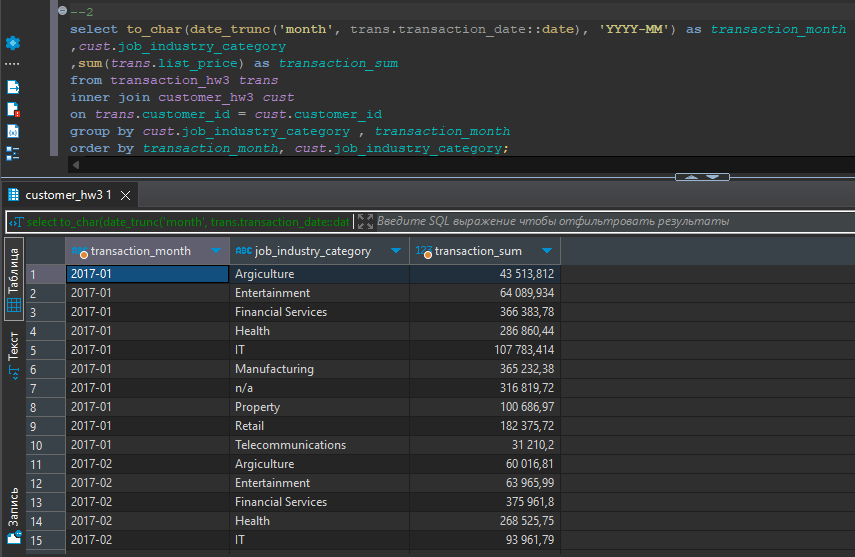 --2
select to_char(date_trunc('month', trans.transaction_date::date), 'YYYY-MM') as transaction_month
,cust.job_industry_category
,sum(trans.list_price) as transaction_sum
from transaction_hw3 trans
inner join customer_hw3 cust
on trans.customer_id = cust.customer_id
group by cust.job_industry_category , transaction_month
order by transaction_month, cust.job_industry_category;
customer_hw3 1
select to_char(date_trunc('month', trans.transaction_date::dat Введите SQL выражение чтобы отфильтровать результаты
Таблица
Текст
Запись
ABC transaction_month ABC job_industry_category 123 transaction_sum
1 2017-01 Argiculture 43 513,812
2 2017-01 Entertainment 64 089,934
3 2017-01 Financial Services 366 383,78
4 2017-01 Health 286 860,44
5 2017-01 IT 107 783,414
6 2017-01 Manufacturing 365 232,38
7 2017-01 n/a 316 819,72
8 2017-01 Property 100 686,97
9 2017-01 Retail 182 375,72
10 2017-01 Telecommunications 31 210,2
11 2017-02 Argiculture 60 016,81
12 2017-02 Entertainment 63 965,99
13 2017-02 Financial Services 375 961,8
14 2017-02 Health 268 525,75
15 2017-02 IT 93 961,79